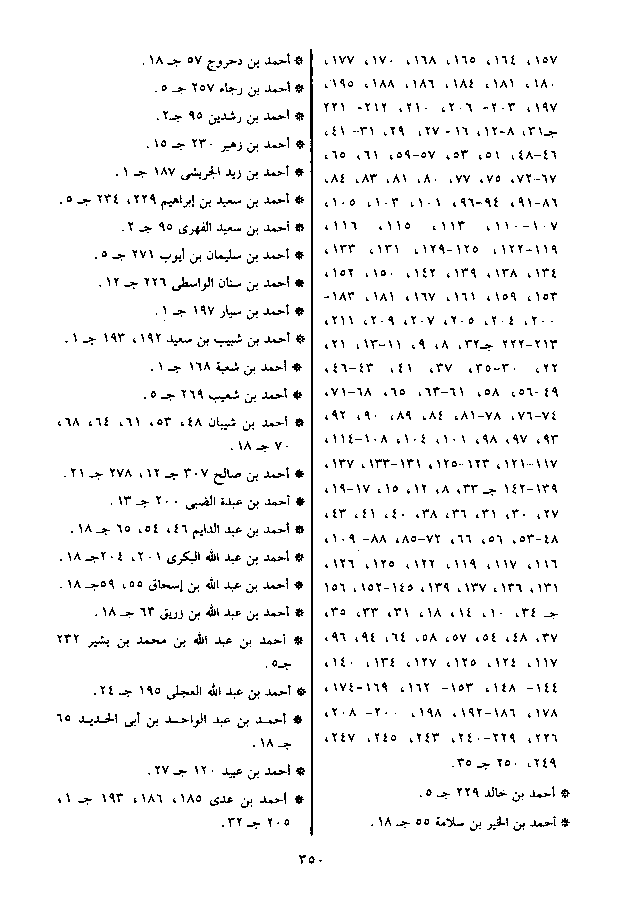 ١٥٧، ١٦٤، ١٦٥، ١٦٨، ١٧٠، ١٧٧،
١٨٠، ١٨١، ١٨٤، ١٨٦، ١٨٨، ١٩٥،
١٩٧، ٢٠٣- ٢٠٦، ٢١٠، ٢١٢- ٢٢١
جـ٣١، ٨-١٢، ١٦- ٢٧، ٢٩، ٣١- ٤١،
٤٦-٤٨، ٥١، ٥٣، ٥٧-٥٩، ٦١، ٦٥،
٦٧-٧٢، ٧٥، ٧٧، ٨٠، ٨١، ٨٣، ٨٤،
٨٦-٩١، ٩٤-٩٦، ١٠١، ١٠٣، ١٠٥،
١٠٧-١١٠، ١١٣، ١١٥، ١١٦،
١١٩-١٢٢، ١٢٥-١٢٩، ١٣١، ١٣٣،
١٣٤، ١٣٨، ١٣٩، ١٤٢، ١٥٠، ١٥٢،
١٥٣، ١٥٩، ١٦١، ١٦٧، ١٨١، ١٨٣-
٢٠٠، ٢٠٤، ٢٠٥، ٢٠٧، ٢٠٩، ٢١١،
٢١٣-٢٢٢ جـ٣٢، ٨، ٩، ١١-١٣، ٢١،
٢٢، ٣٠-٣٥، ٣٧، ٤١، ٤٣-٤٦،
٤٩-٥٦، ٥٨، ٦١-٦٣، ٦٥، ٦٨-٧١،
٧٤-٧٦، ٧٨-٨١، ٨٤، ٨٩، ٩٠، ٩٢،
٩٣، ٩٧، ٩٨، ١٠١، ١٠٤، ١٠٨-١١٤،
١١٧-١٢١، ١٢٣-١٢٥، ١٣١-١٣٣، ١٣٧،
١٣٩-١٤٢ جـ ٣٣، ٨، ١٢، ١٥، ١٧-١٩،
٢٧، ٣٠، ٣١، ٣٦، ٣٨، ٤٠، ٤١، ٤٣،
٤٨-٥٣، ٥٦، ٦٦، ٧٢-٨٥، ٨٨- ١٠٩،
١١٦، ١١٧، ١١٩، ١٢٢، ١٢٥، ١٢٦،
١٣١، ١٣٦، ١٣٧، ١٣٩، ١٤٥-١٥٢، ١٥٦
جـ ٣٤، ١٠، ١٤، ١٨، ٣١، ٣٣، ٣٥،
٣٧، ٤٨، ٥٤، ٥٧، ٥٨، ٦٤، ٩٤، ٩٦،
١١٧، ١٢٤، ١٢٥، ١٢٧، ١٣٤، ١٤٠،
١٤٤- ١٤٨، ١٥٣- ١٦٢، ١٦٩-١٧٤،
١٧٨، ١٨٦-١٩٢، ١٩٨، ٢٠٠- ٢٠٨،
٢٢٦، ٢٢٩-٢٤٠، ٢٤٣، ٢٤٥، ٢٤٧،
٢٤٩، ٢٥٠ جـ ٣٥.
* أحمد بن خالد ٢٢٩ جـ ٥.
* أحمد بن الخير بن سلامة ٥٥ جـ ١٨.
* أحمد بن دحروج ٥٧ جـ ١٨.
* أحمد بن رجاء ٢٥٧ جـ ٥.
* أحمد بن رشدين ٩٥ جـ٢.
* أحمد بن زهير ٢٣٠ جـ ١٥.
* أحمد بن زيد الجريشى ١٨٧ جـ ١.
* أحمد بن سعيد بن إبراهيم ٢٢٩، ٢٣٤ جـ ٥.
* أحمد بن سعيد الفهرى ٩٥ جـ ٢.
* أحمد بن سليمان بن أيوب ٢٧١ جـ ٥.
* أحمد بن سنان الواسطى ٢٢٦ جـ ١٢.
* أحمد بن سيار ١٩٧ جـ ١.
* أحمد بن شبيب بن سعيد ١٩٢، ١٩٣ جـ ١.
* أحمد بن شعبة ١٦٨ جـ ١.
* أحمد بن شعيب ٢٦٩ جـ ٥.
* أحمد بن شيبان ٤٨، ٥٣، ٦١، ٦٤، ٦٨،
٧٠ جـ ١٨.
* أحمد بن صالح ٣٠٧ جـ ١٢، ٢٧٨ جـ ٢١.
* أحمد بن عبدة الضبى ٢٠٠ جـ ١٣.
* أحمد بن عبد الدايم ٤٦، ٥٤، ٦٥ جـ ١٨.
* أحمد بن عبد الله البكرى ٢٠١، ٢٠٤جـ ١٨.
* أحمد بن عبد الله بن إسحاق ٥٥، ٥٩جـ ١٨.
* أحمد بن عبد الله بن زريق ٦٣ جـ ١٨.
* أحمد بن عبد الله بن محمد بن بشير ٢٣٢
جـ٥.
* أحمد بن عبد الله العجلى ١٩٥ جـ ٢٤.
* أحمد بن عبد الواحد بن أبى الحديد ٦٥
جـ ١٨.
* أحمد بن عبيد ١٢٠ جـ ٢٧.
* أحمد بن عدى ١٨٥، ١٨٦، ١٩٣ جـ ١،
٢٠٥ جـ ٣٢.
٣٥٠